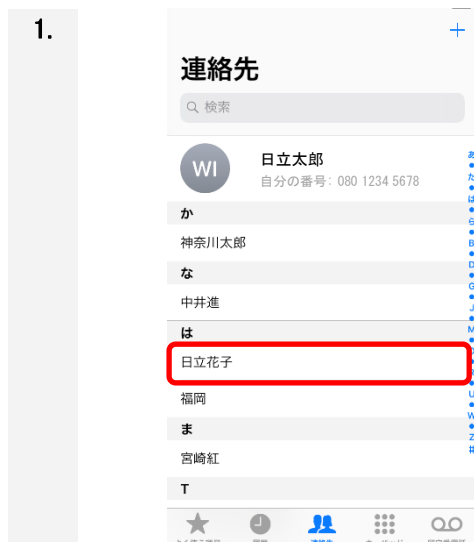 1.
連絡先
検索
WI
日立太郎
自分の番号: 080 1234 5678
か
神奈川太郎
な
中井進
は
日立花子
福岡
ま
宮崎紅
T